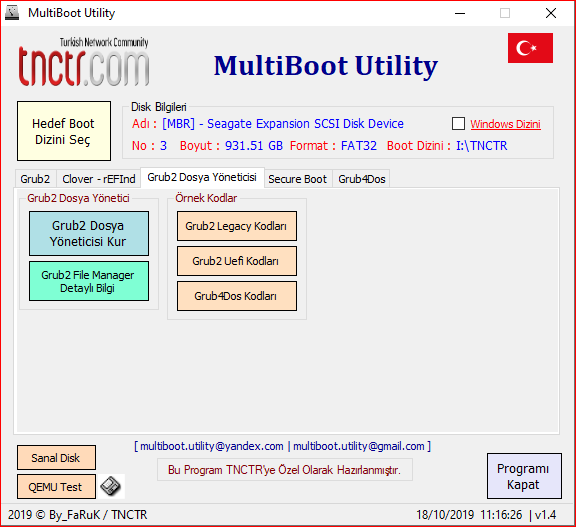 MultiBoot Utility
Turkish Network Community
tnctr.com
MultiBoot Utility
Hedef Boot
Dizini Seç
Disk Bilgileri
Adı : [MBR] - Seagate Expansion SCSI Disk Device
Windows Dizini
No : 3 Boyut : 931.51 GB Format : FAT32 Boot Dizini : I:\TNCTR
Grub2 Clover - rEFInd Grub2 Dosya Yöneticisi Secure Boot Grub4Dos
Grub2 Dosya Yönetici
Grub2 Dosya
Yöneticisi Kur
Grub2 File Manager
Detaylı Bilgi
Örnek Kodlar
Grub2 Legacy Kodları
Grub2 Uefi Kodları
Grub4Dos Kodları
Sanal Disk
QEMU Test
[ multiboot.utility@yandex.com | multiboot.utility@gmail.com ]
Bu Program TNCTR'ye Özel Olarak Hazırlanmıştır.
Programı
Kapat
2019 © By_FaRuK / TNCTR
18/10/2019 11:16:26 | v1.4